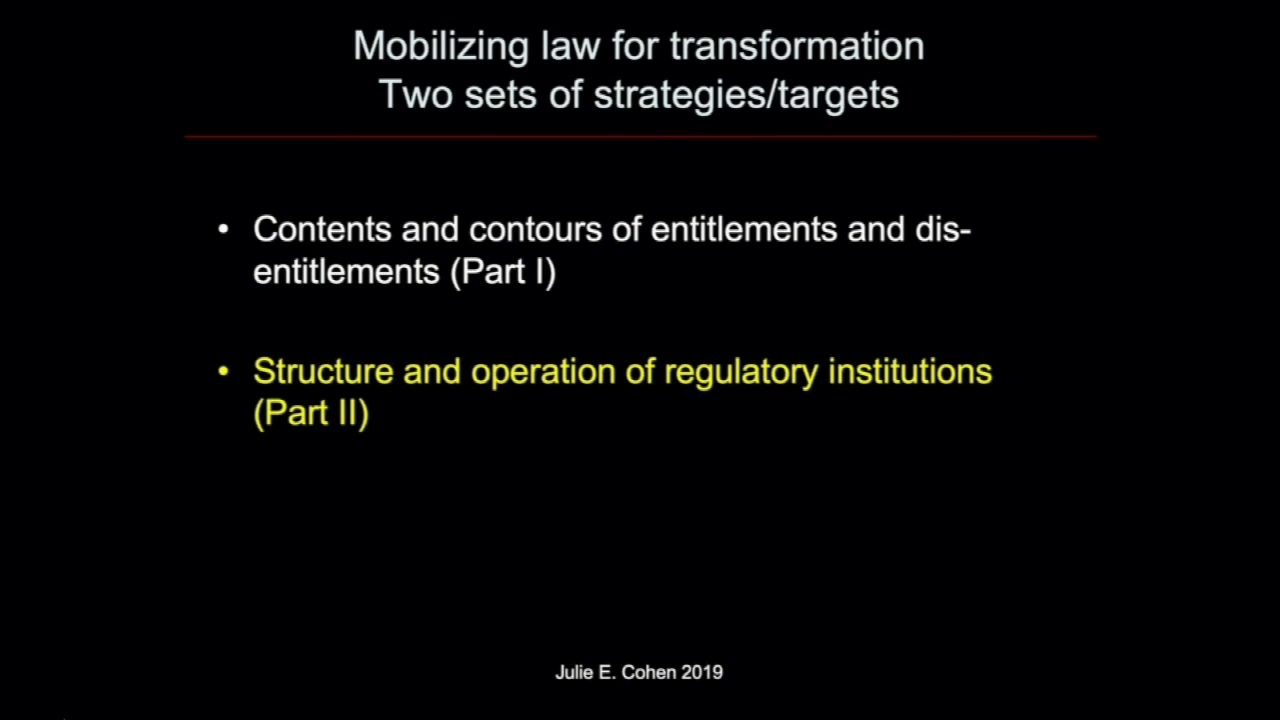 Mobilizing law for transformation
Two sets of strategies/targets
• Contents and contours of entitlements and dis-
entitlements (Part I)
• Structure and operation of regulatory institutions
(Part II)
Julie E. Cohen 2019